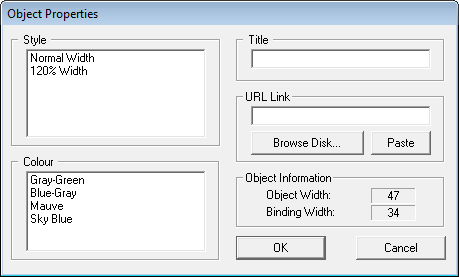 Object Properties
Style
Normal Width
120% Width
Colour
Gray-Green
Blue-Gray
Mauve
Sky Blue
Title
URL Link
Browse Disk...
Paste
Object Information
Object Width: 47
Binding Width: 34
OK
Cancel